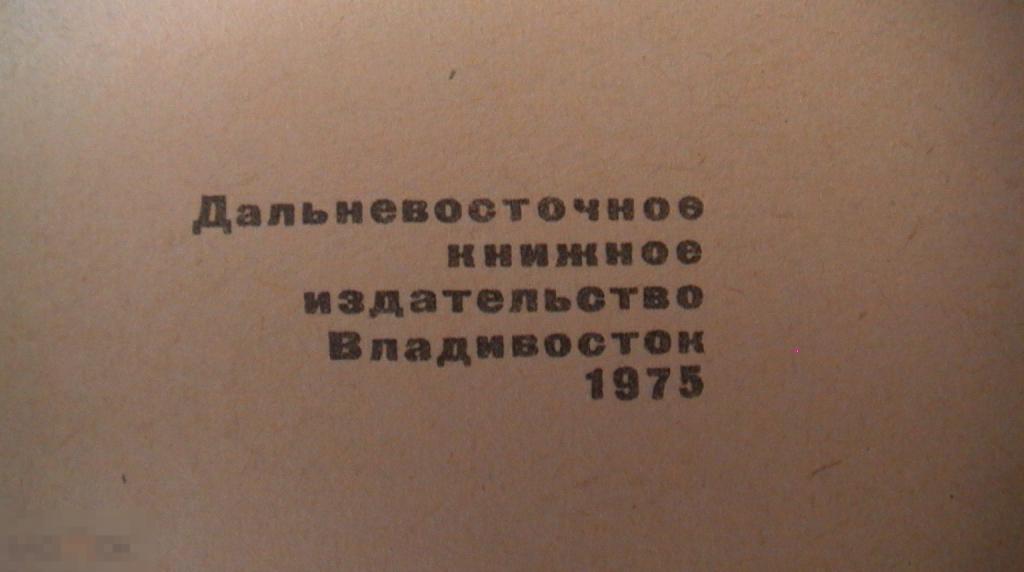 Дальневосточное
книжное
издательство
Владивосток
1975